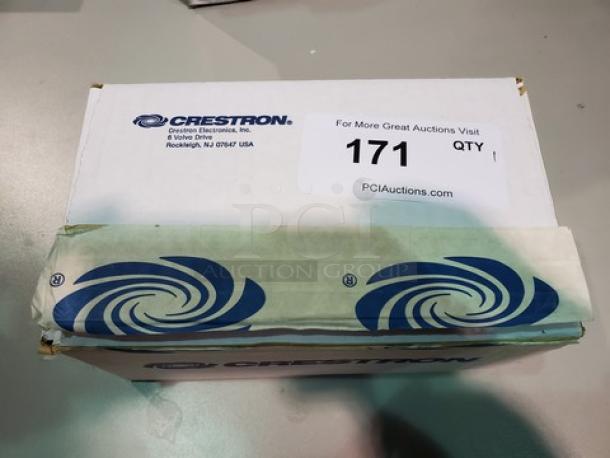 CRESTRON®
Crestron Electronics, Inc.
6 Volvo Drive
Rockleigh, NJ 07647 USA
For More Great Auctions Visit
171
QTY
1
PCIAuctions.com
PCI
AUCTION GROUP
®
®
CRESTRON